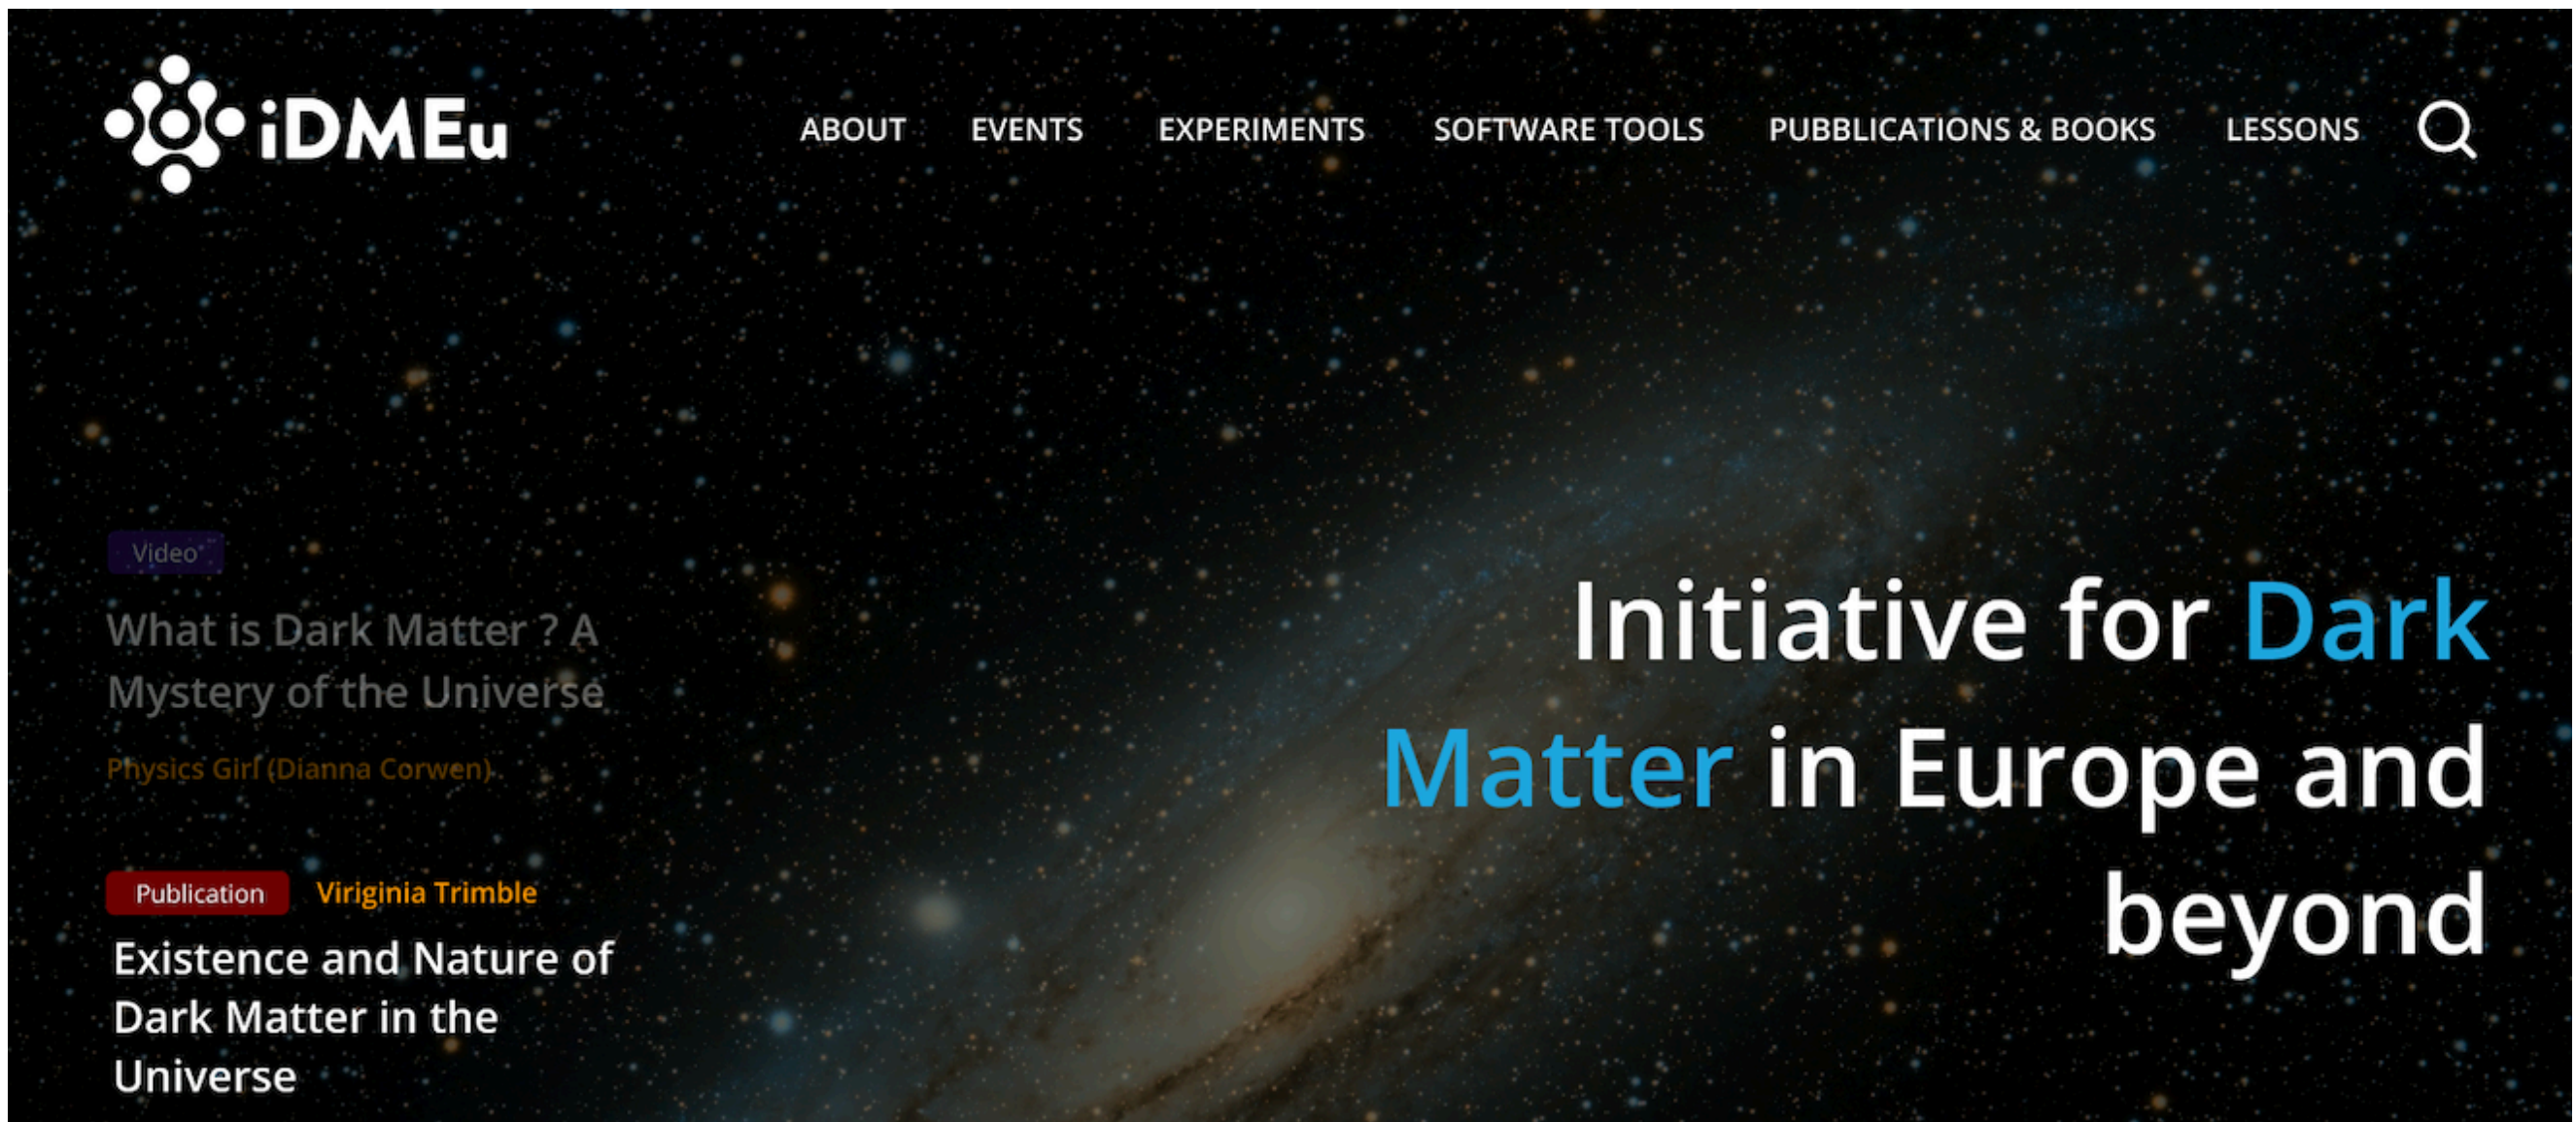 iDMEu
ABOUT EVENTS EXPERIMENTS SOFTWARE TOOLS PUBBLICATIONS & BOOKS LESSONS
Video
What is Dark Matter ? A
Mystery of the Universe
Physics Girl (Dianna Corwen)
Publication Viriginia Trimble
Existence and Nature of
Dark Matter in the
Universe
Initiative for Dark
Matter in Europe and
beyond